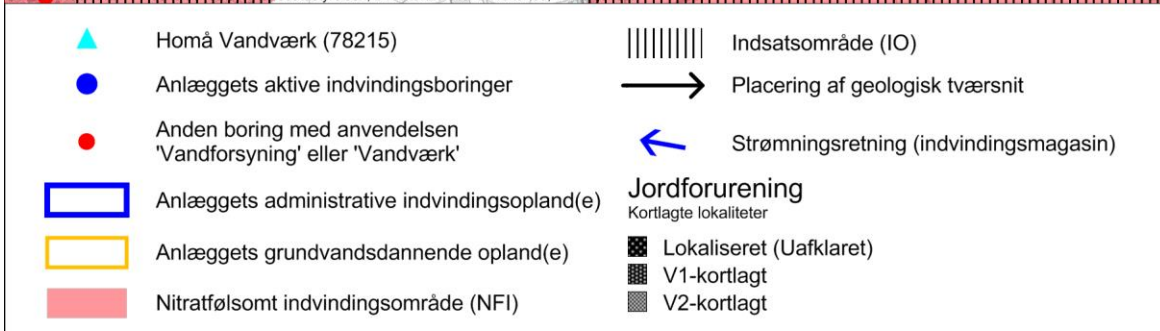 Homå Vandværk (78215)
Anlæggets aktive indvindingsboringer
Anden boring med anvendelsen
'Vandforsyning' eller 'Vandværk'
Anlæggets administrative indvindingsopland(e)
Anlæggets grundvandsdannende opland(e)
Nitratfølsomt indvindingsområde (NFI)
Indsatsområde (IO)
Placering af geologisk tværsnit
Strømningsretning (indvindingsmagasin)
Jordforurening
Kortlagte lokaliteter
Lokaliseret (Uafklaret)
V1-kortlagt
V2-kortlagt